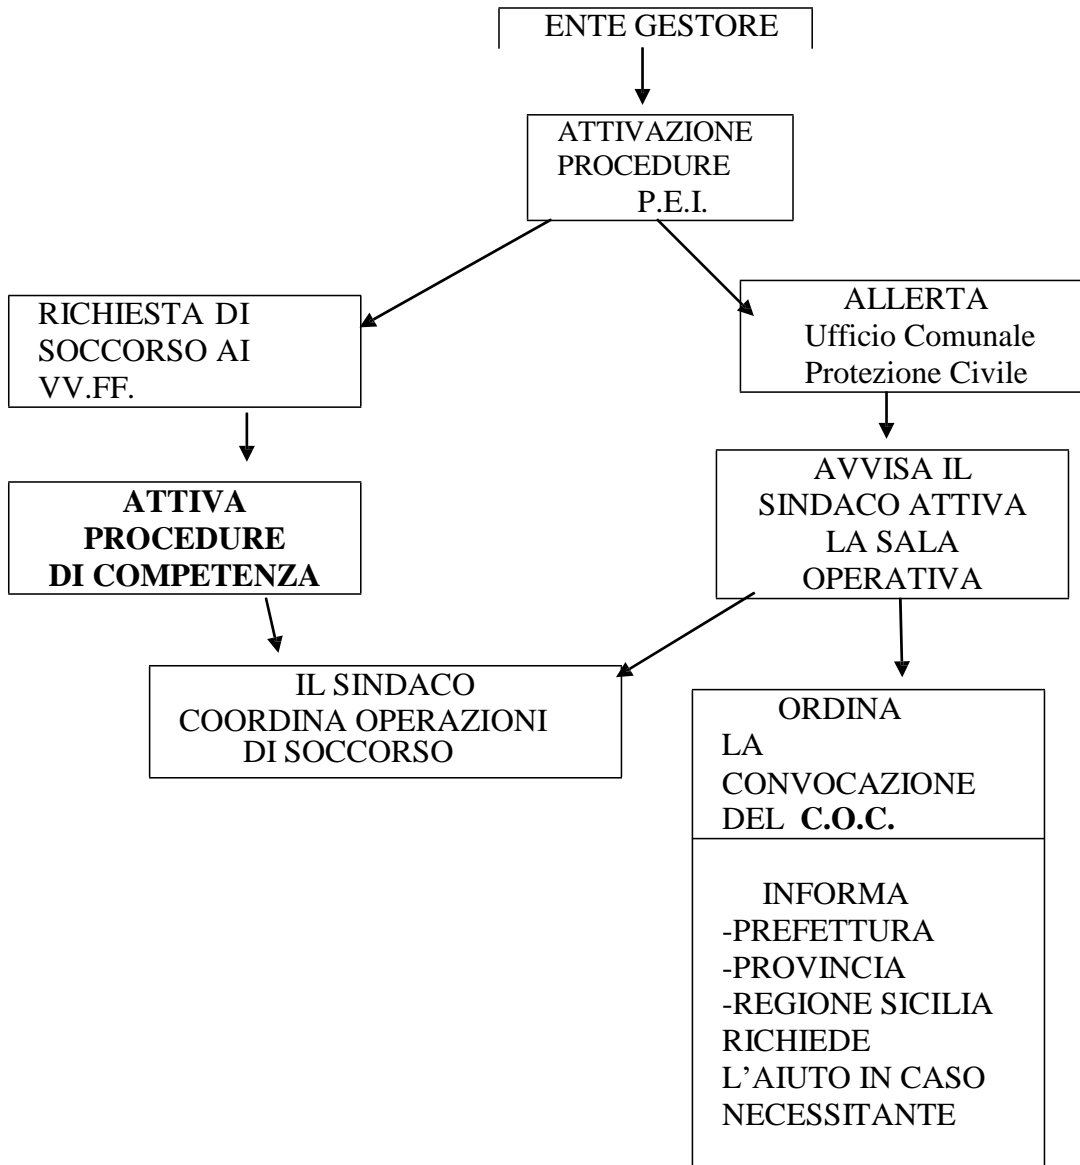 ENTE GESTORE
ATTIVAZIONE
PROCEDURE
P.E.I.
RICHIESTA DI
SOCCORSO AI
VV.FF.
ALLERTA
Ufficio Comunale
Protezione Civile
ATTIVA
PROCEDURE
DI COMPETENZA
AVVISA IL
SINDACO ATTIVA
LA SALA
OPERATIVA
IL SINDACO
COORDINA OPERAZIONI
DI SOCCORSO
ORDINA
LA
CONVOCAZIONE
DEL C.O.C.
INFORMA
-PREFETTURA
-PROVINCIA
-REGIONE SICILIA
RICHIEDE
L’AIUTO IN CASO
NECESSITANTE